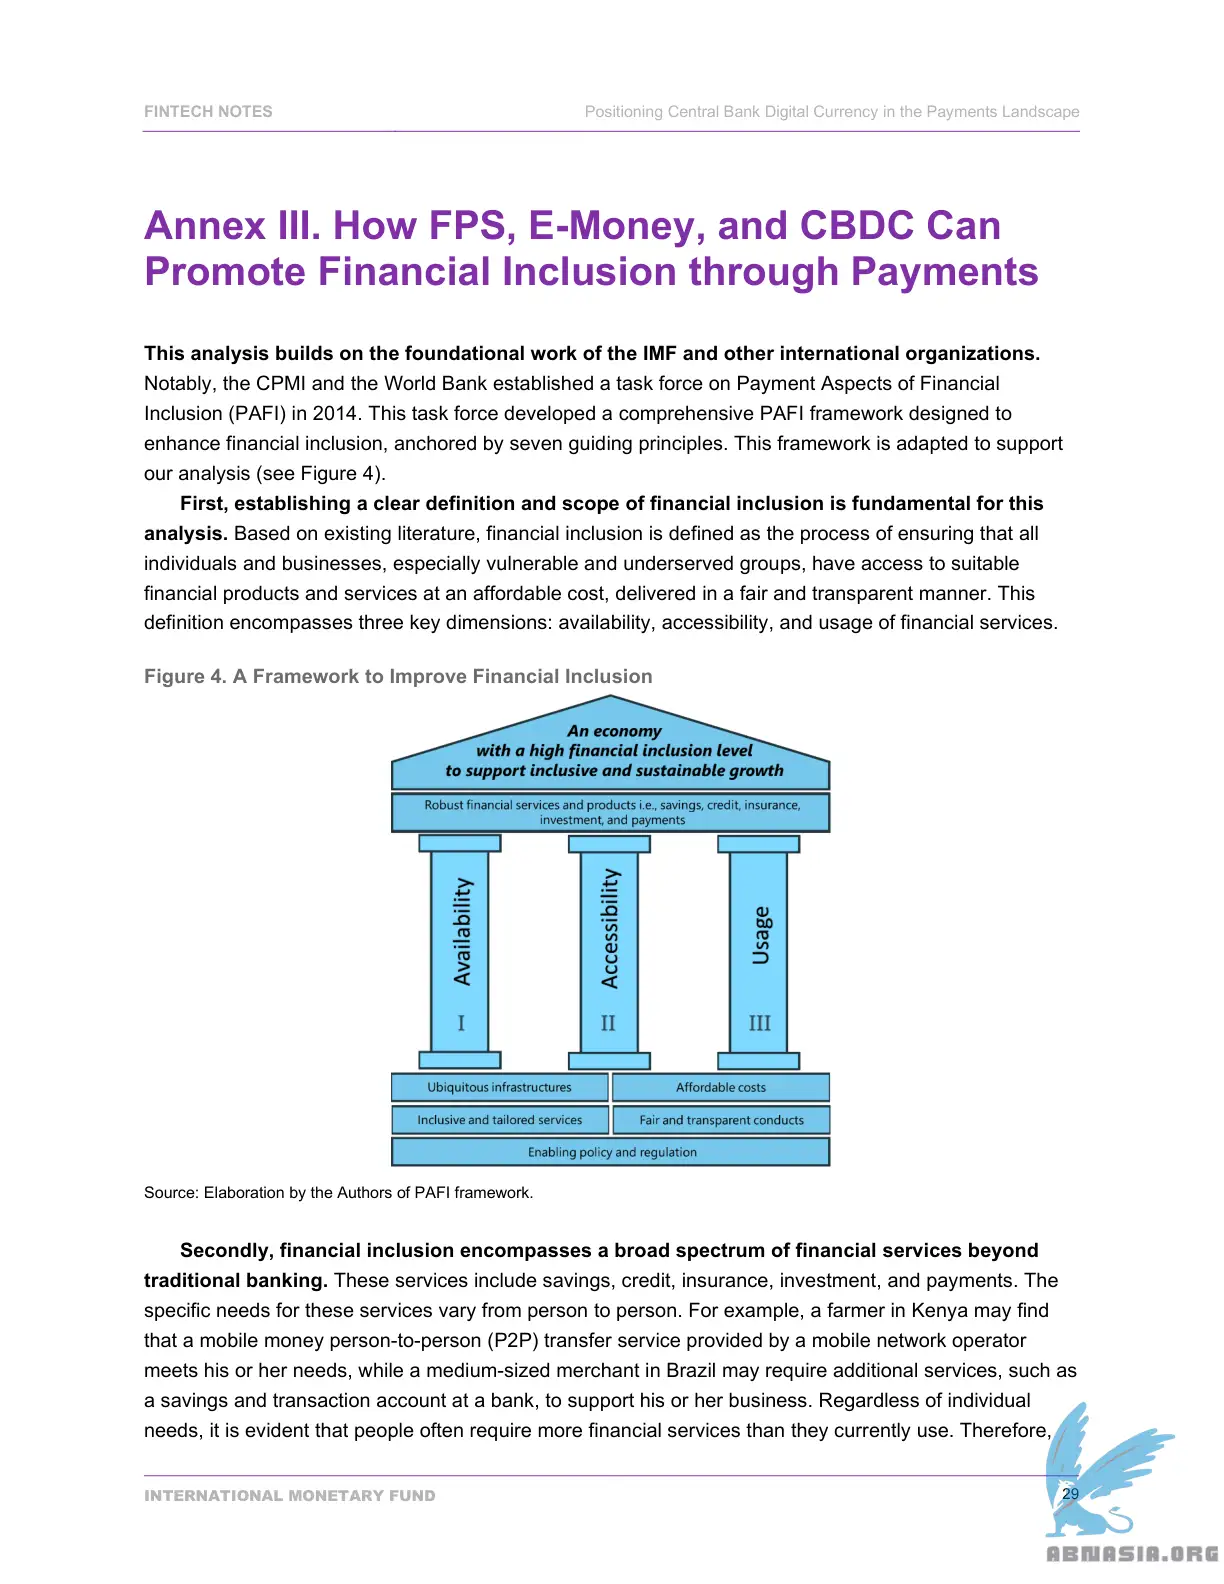 FINTECH NOTES
Positioning Central Bank Digital Currency in the Payments Landscape
Annex III. How FPS, E-Money, and CBDC Can
Promote Financial Inclusion through Payments
This analysis builds on the foundational work of the IMF and other international organizations.
Notably, the CPMI and the World Bank established a task force on Payment Aspects of Financial
Inclusion (PAFI) in 2014. This task force developed a comprehensive PAFI framework designed to
enhance financial inclusion, anchored by seven guiding principles. This framework is adapted to support
our analysis (see Figure 4).
First, establishing a clear definition and scope of financial inclusion is fundamental for this
analysis. Based on existing literature, financial inclusion is defined as the process of ensuring that all
individuals and businesses, especially vulnerable and underserved groups, have access to suitable
financial products and services at an affordable cost, delivered in a fair and transparent manner. This
definition encompasses three key dimensions: availability, accessibility, and usage of financial services.
Figure 4. A Framework to Improve Financial Inclusion
An economy
with a high financial inclusion level
to support inclusive and sustainable growth
Robust financial services and products i.e., savings, credit, insurance,
investment, and payments
Availability
I
Accessibility
II
Usage
III
Ubiquitous infrastructures
Affordable costs
Inclusive and tailored services
Fair and transparent conducts
Enabling policy and regulation
Source: Elaboration by the Authors of PAFI framework.
Secondly, financial inclusion encompasses a broad spectrum of financial services beyond
traditional banking. These services include savings, credit, insurance, investment, and payments. The
specific needs for these services vary from person to person. For example, a farmer in Kenya may find
that a mobile money person-to-person (P2P) transfer service provided by a mobile network operator
meets his or her needs, while a medium-sized merchant in Brazil may require additional services, such as
a savings and transaction account at a bank, to support his or her business. Regardless of individual
needs, it is evident that people often require more financial services than they currently use. Therefore,
INTERNATIONAL MONETARY FUND
29
ABNASIA.ORG